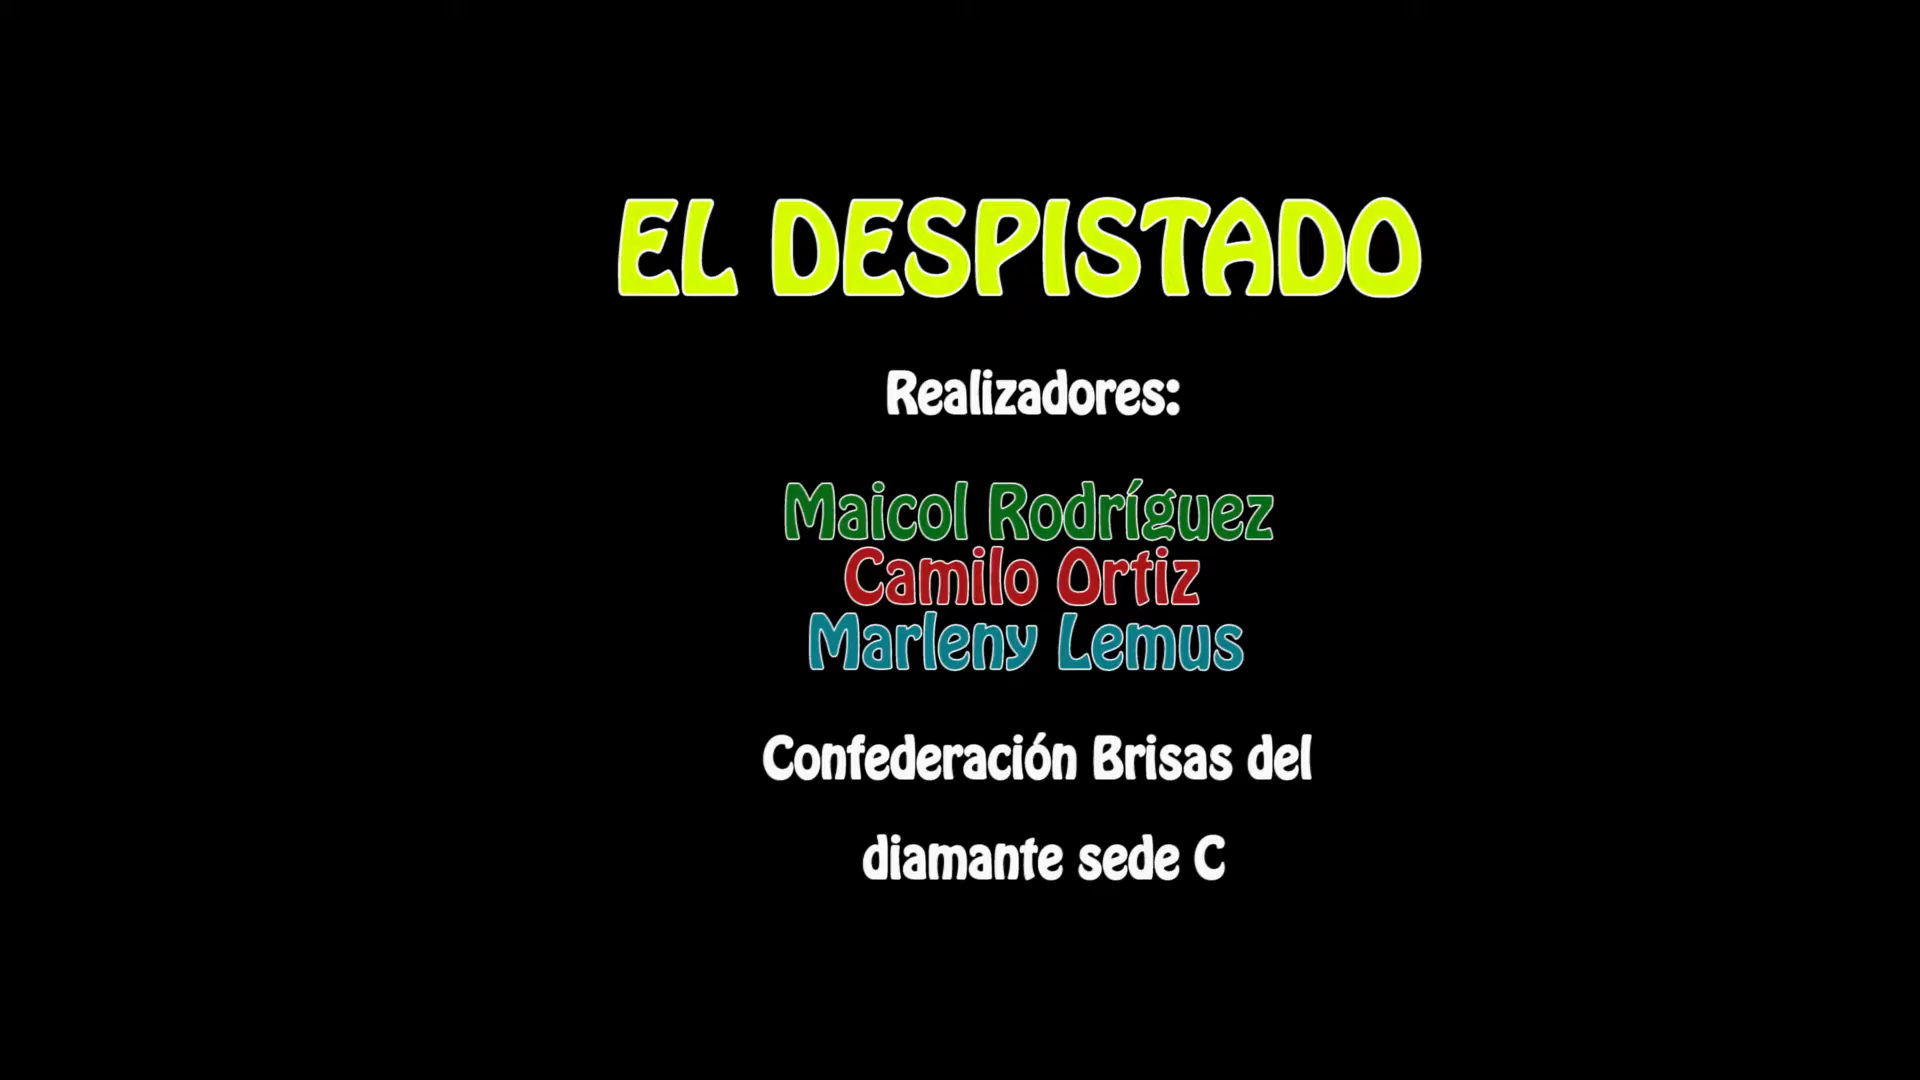 EL DESPISTADO
Realizadores:
Maicol Rodríguez
Camilo Ortiz
Marleny Lemus
Confederación Brisas del
diamante sede C